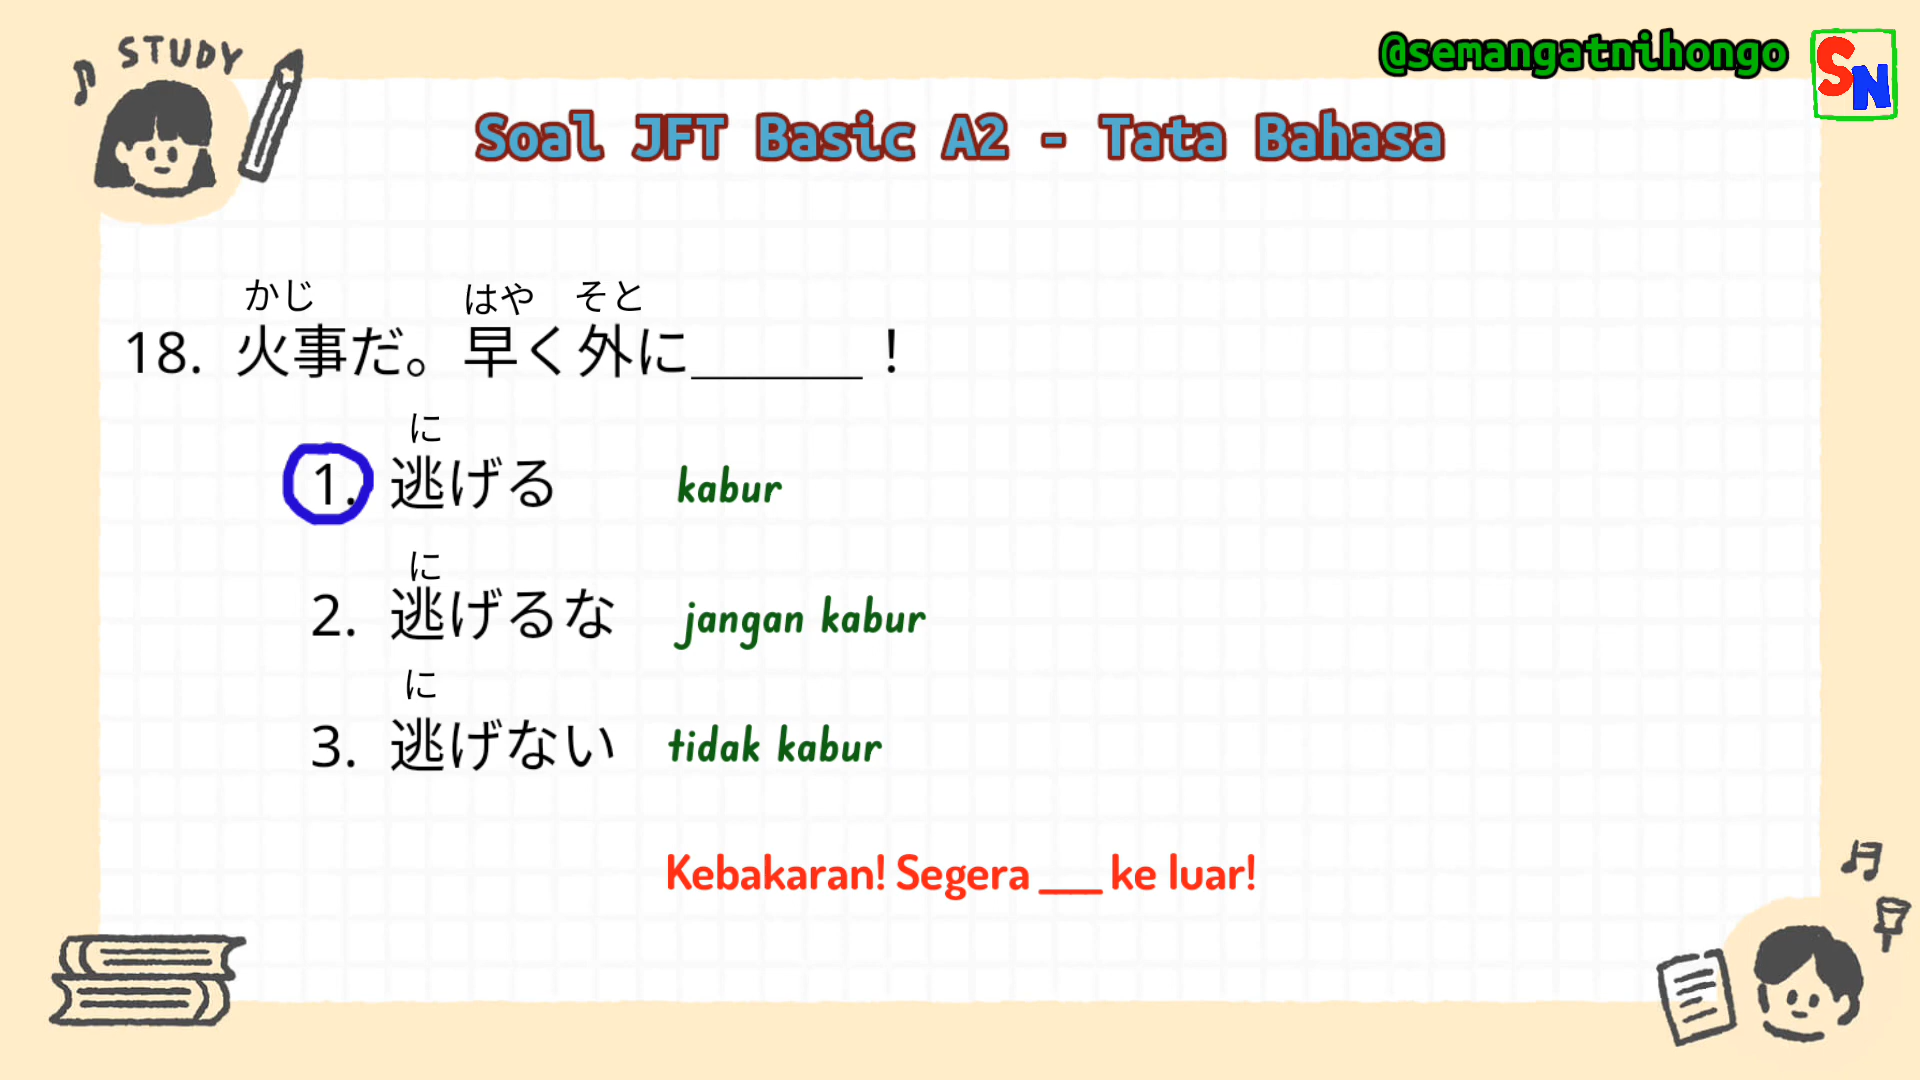 STUDY
@semangatnihongo
SN
Soal JFT Basic A2 - Tata Bahasa
かじ はや そと
18. 火事だ。早く外に______！
に
1. 逃げる kabur
に
2. 逃げるな jangan kabur
に
3. 逃げない tidak kabur
Kebakaran! Segera ___ ke luar!